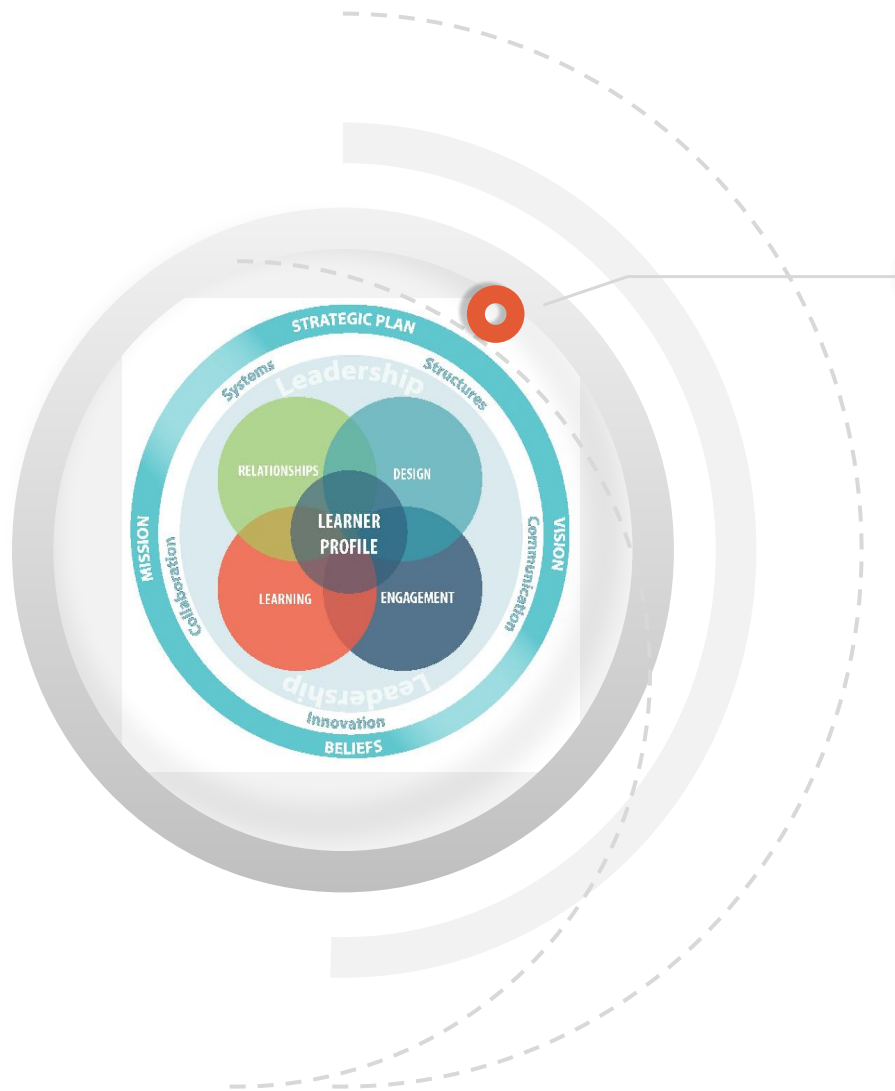 STRATEGIC PLAN
Systems
Structures
Leadership
RELATIONSHIPS
DESIGN
LEARNER
PROFILE
MISSION
VISION
Collaboration
Communication
LEARNING
ENGAGEMENT
Leadership
Innovation
BELIEFS